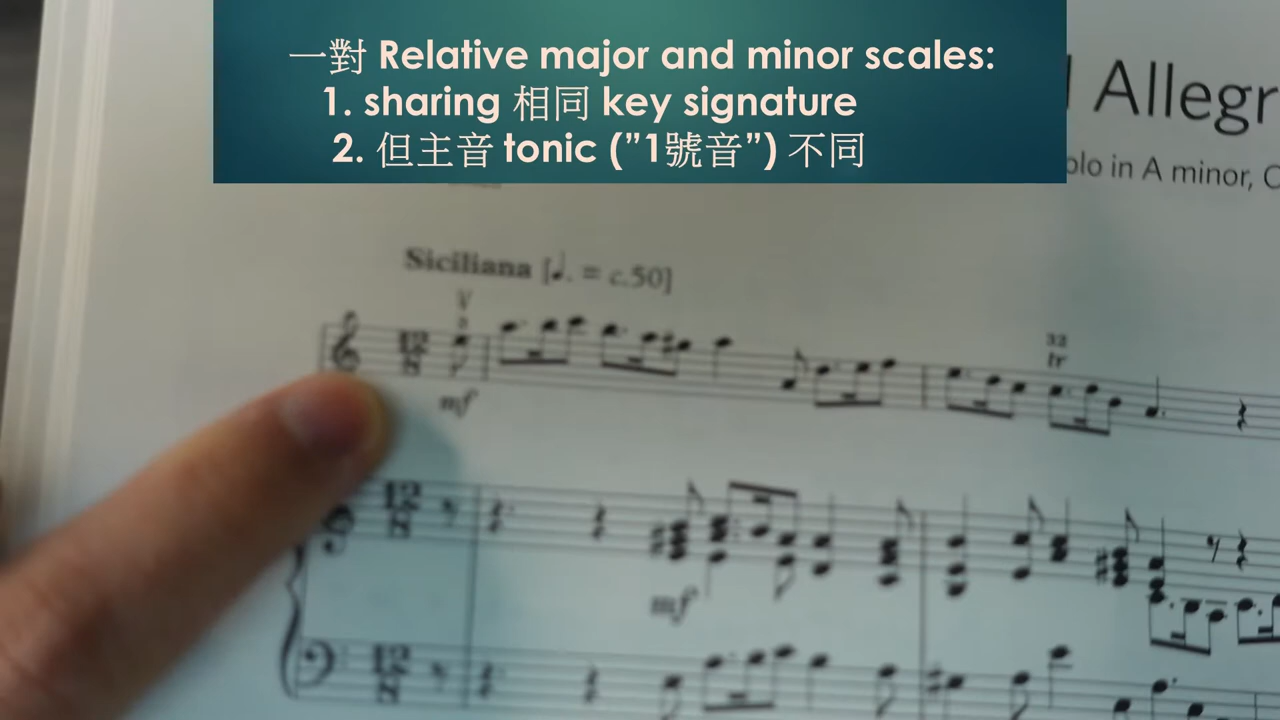 一對 Relative major and minor scales:
1. sharing 相同 key signature
2. 但主音 tonic (”1號音”) 不同
Allegr
olo in A minor, C
Siciliana [♩. = c.50]
32
tr
12
8
mf
12
8
mf
12
8